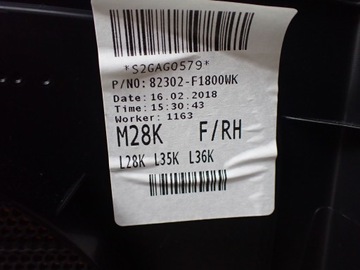 *S2GAG0579*
P/NO:82302-F1800WK
Date: 16.02.2018
Time: 15:30:43
Worker: 1163
M28K F/RH
L28K L35K L36K